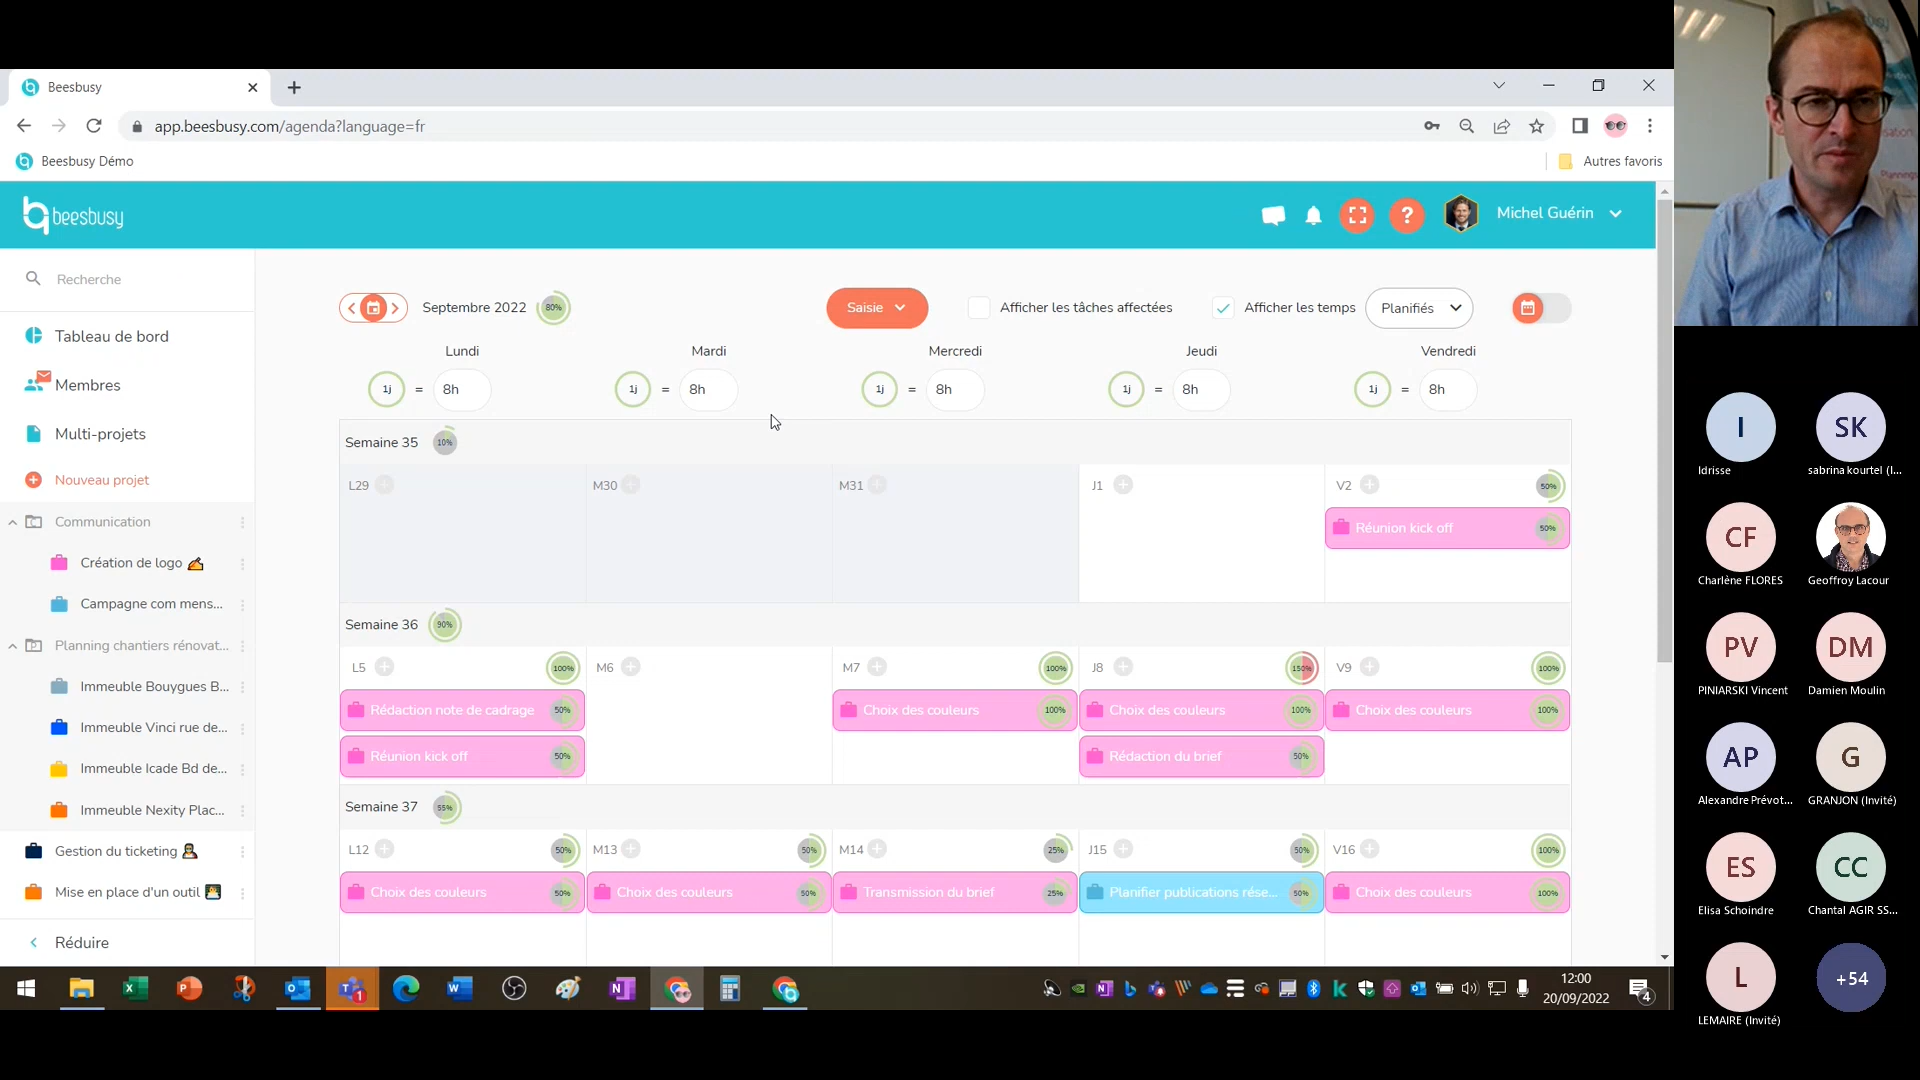 Beesbusy
app.beesbusy.com/agenda?language=fr
Beesbusy Démo
Autres favoris
beesbusy
?
Michel Guérin
Recherche
Tableau de bord
Membres
Multi-projets
Nouveau projet
Communication
Création de logo
Campagne com mens...
Planning chantiers rénovat...
Immeuble Bouygues B...
Immeuble Vinci rue de...
Immeuble Icade Bd de...
Immeuble Nexity Plac...
Gestion du ticketing
Mise en place d'un outil
Réduire
Septembre 2022 80%
Saisie
Afficher les tâches affectées
Afficher les temps
Planifiés
Lundi Mardi Mercredi Jeudi Vendredi
1j = 8h 1j = 8h 1j = 8h 1j = 8h 1j = 8h
Semaine 35 10%
L29 M30 M31 J1 V2 50%
Réunion kick off 50%
Semaine 36 90%
L5 100% M6 M7 100% J8 150% V9 100%
Rédaction note de cadrage 50% Choix des couleurs 100% Choix des couleurs 100% Choix des couleurs 100%
Réunion kick off 50% Rédaction du brief 50%
Semaine 37 55%
L12 50% M13 50% M14 25% J15 50% V16 100%
Choix des couleurs 50% Choix des couleurs 50% Transmission du brief 25% Planifier publications rése... 50% Choix des couleurs 100%
12:00
20/09/2022
4
1
I
Idrisse
SK
sabrina kourtel (I...
CF
Charlène FLORES
Geoffroy Lacour
PV
PINIARSKI Vincent
DM
Damien Moulin
AP
Alexandre Prévot...
G
GRANJON (Invité)
ES
Elisa Schoindre
CC
Chantal AGIR SS...
L
LEMAIRE (Invité)
+54